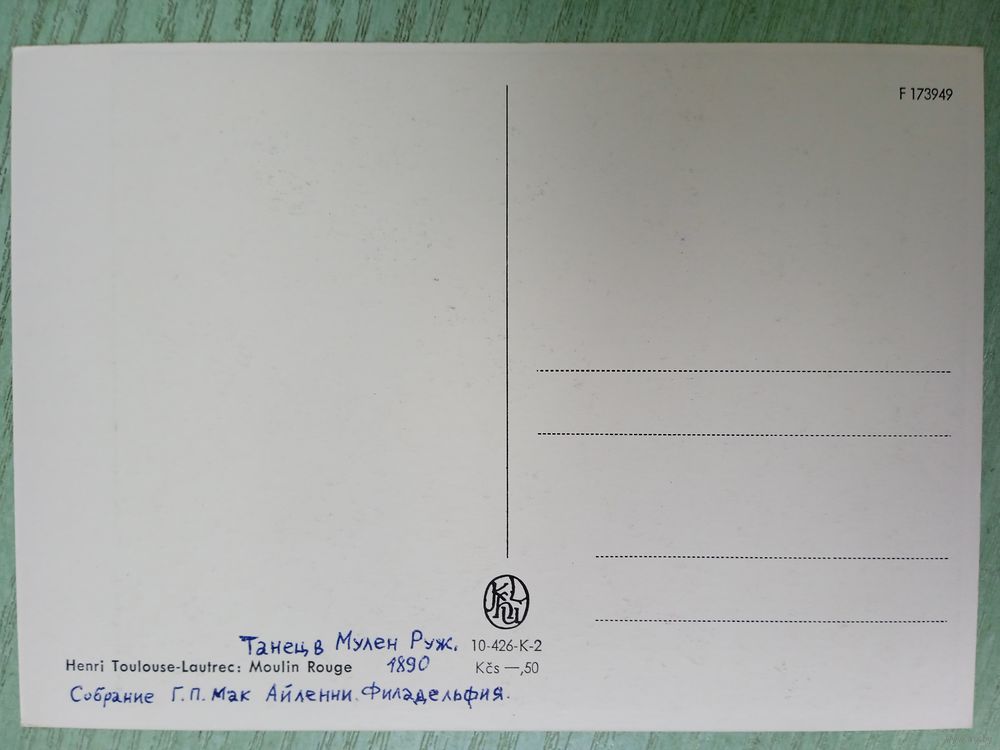 F 173949
Танец в Мулен Руж.
10-426-K-2
Henri Toulouse-Lautrec: Moulin Rouge
1890
Kčs —,50
Собрание Г.П. Мак Айленни. Филадельфия.